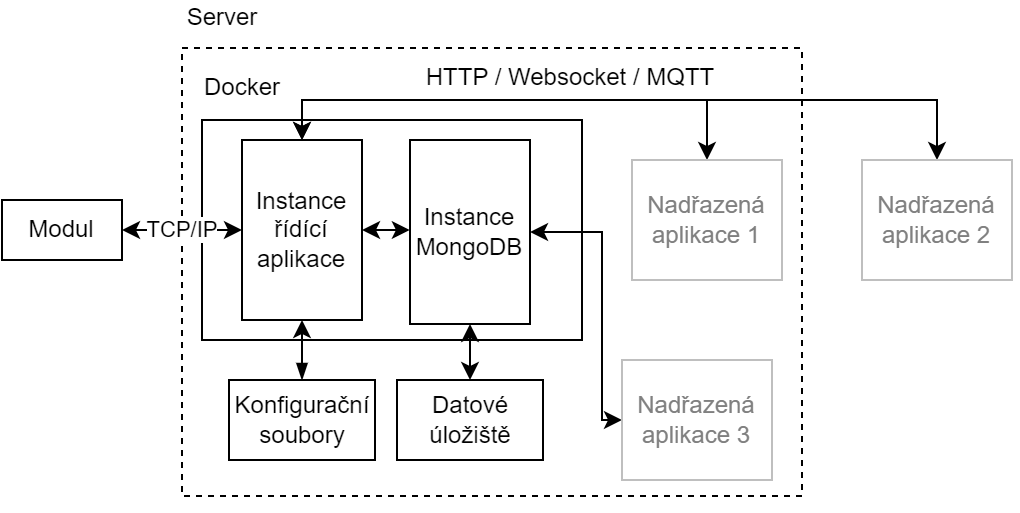 Server
Docker
HTTP / Websocket / MQTT
Modul
TCP/IP
Instance
řídící
aplikace
Instance
MongoDB
Nadřazená
aplikace 1
Nadřazená
aplikace 2
Konfigurační
soubory
Datové
úložiště
Nadřazená
aplikace 3